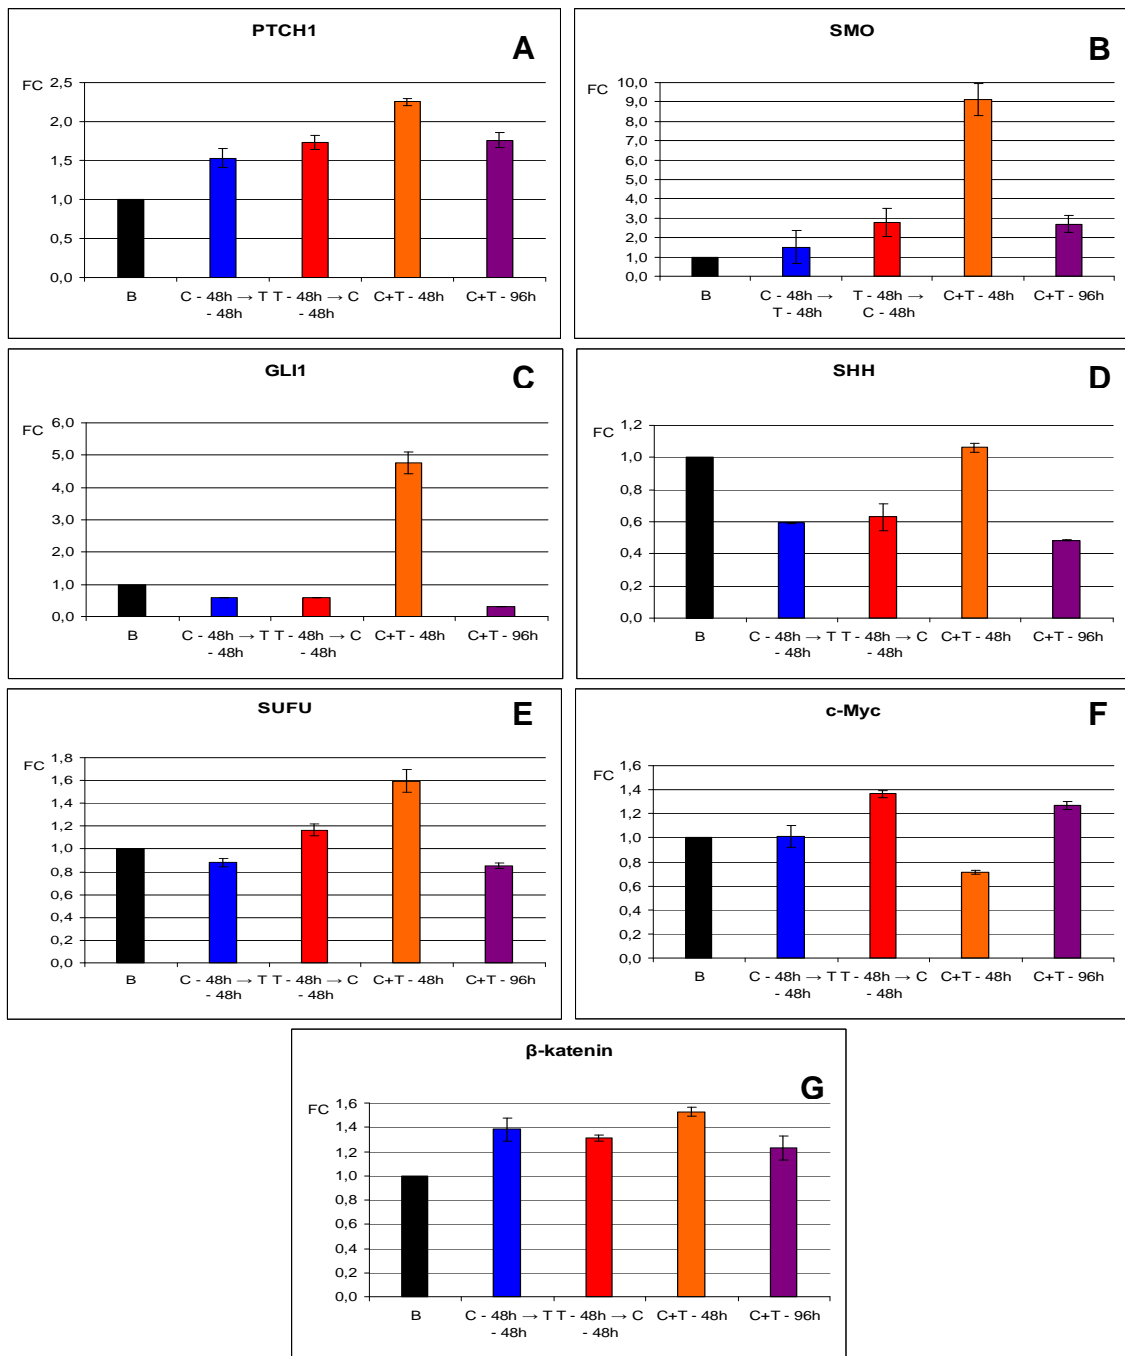 PTCH1
A
FC
2,5
2,0
1,5
1,0
0,5
0,0
B
C - 48h → T T - 48h → C
C+T - 48h
C+T - 96h
- 48h
- 48h
SMO
B
FC
10,0
9,0
8,0
7,0
6,0
5,0
4,0
3,0
2,0
1,0
0,0
B
C - 48h →
T - 48h
T - 48h →
C - 48h
C+T - 48h
C+T - 96h
GLI1
C
FC
6,0
5,0
4,0
3,0
2,0
1,0
0,0
B
C - 48h → T T - 48h → C
C+T - 48h
C+T - 96h
- 48h
- 48h
SHH
D
FC
1,2
1,0
0,8
0,6
0,4
0,2
0,0
B
C - 48h → T T - 48h → C
C+T - 48h
C+T - 96h
- 48h
- 48h
SUFU
E
FC
1,8
1,6
1,4
1,2
1,0
0,8
0,6
0,4
0,2
0,0
B
C - 48h → T T - 48h → C
C+T - 48h
C+T - 96h
- 48h
- 48h
c-Myc
F
FC
1,6
1,4
1,2
1,0
0,8
0,6
0,4
0,2
0,0
B
C - 48h → T T - 48h → C
C+T - 48h
C+T - 96h
- 48h
- 48h
β-katenin
G
FC
1,6
1,4
1,2
1,0
0,8
0,6
0,4
0,2
0,0
B
C - 48h → T T - 48h → C
C+T - 48h
C+T - 96h
- 48h
- 48h